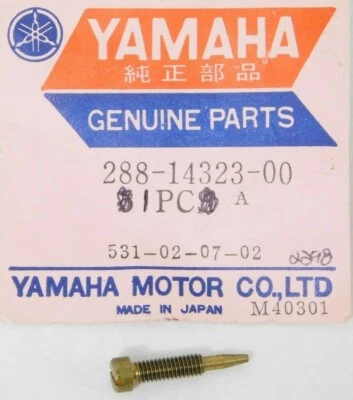 YAMAHA
純正部品
GENUINE PARTS
288-14323-00
1PC A
531-02-07-02
YAMAHA MOTOR CO.,LTD
MADE IN JAPAN M40301